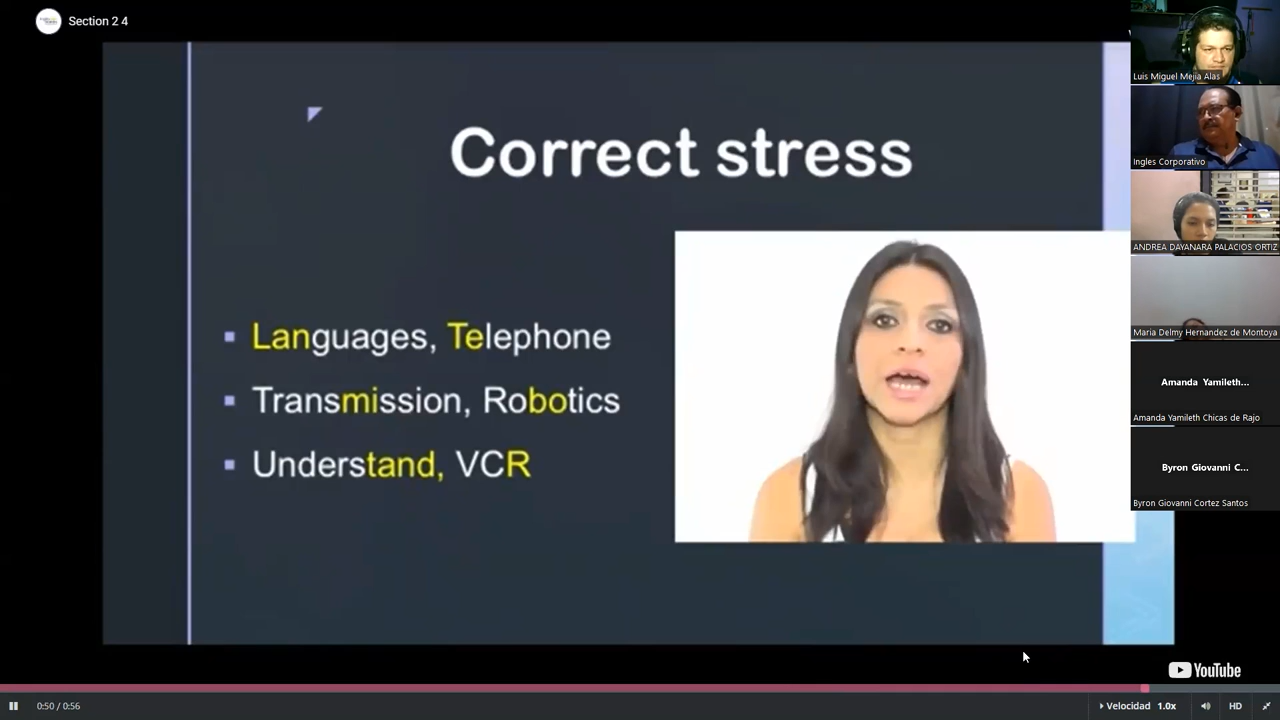 Section 2 4
Correct stress
Languages, Telephone
Transmission, Robotics
Understand, VCR
Luis Miguel Mejia Alas
Ingles Corporativo
ANDREA DAYANARA PALACIOS ORTIZ
Maria Delmy Hernandez de Montoya
Amanda Yamileth...
Amanda Yamileth Chicas de Rajo
Byron Giovanni C...
Byron Giovanni Cortez Santos
YouTube
0:50 / 0:56
Velocidad 1.0x
HD